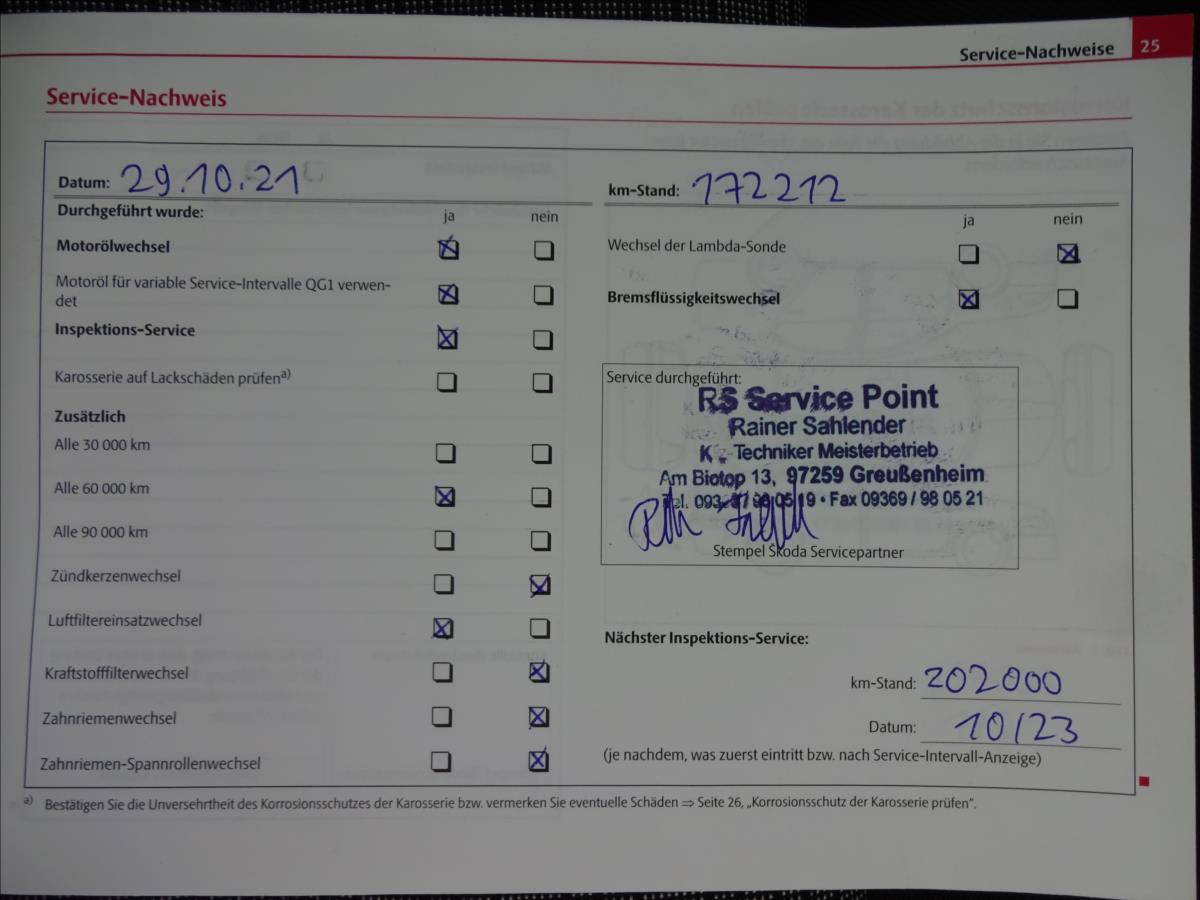 Service-Nachweise 25
Service-Nachweis
Datum: 29.10.21
km-Stand: 172212
Durchgeführt wurde: ja nein
ja nein
Motorölwechsel
Wechsel der Lambda-Sonde
Motoröl für variable Service-Intervalle QG1 verwen-
det
Bremsflüssigkeitswechsel
Inspektions-Service
Karosserie auf Lackschäden prüfen a)
Zusätzlich
Alle 30 000 km
Alle 60 000 km
Alle 90 000 km
Zündkerzenwechsel
Luftfiltereinsatzwechsel
Kraftstofffilterwechsel
Zahnriemenwechsel
Zahnriemen-Spannrollenwechsel
Service durchgeführt:
RS Service Point
Rainer Sahlender
Techniker Meisterbetrieb
Am Biotop 13, 97259 Greußenheim
Fax 09369 / 98 05 21
Stempel Škoda Servicepartner
Nächster Inspektions-Service:
km-Stand: 202000
Datum: 10/23
(je nachdem, was zuerst eintritt bzw. nach Service-Intervall-Anzeige)
a) Bestätigen Sie die Unversehrtheit des Korrosionsschutzes der Karosserie bzw. vermerken Sie eventuelle Schäden ⇒ Seite 26, „Korrosionsschutz der Karosserie prüfen“.